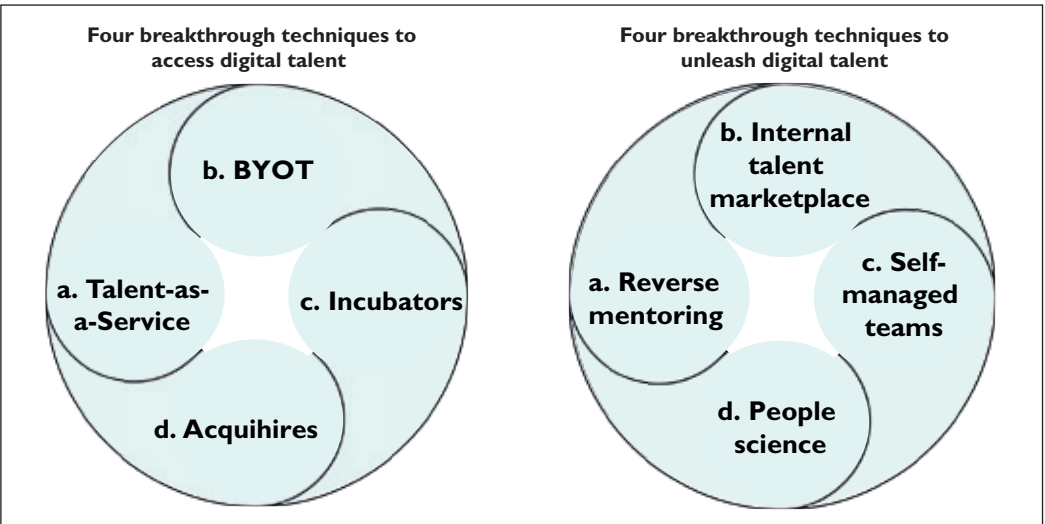 Four breakthrough techniques to
access digital talent
b. BYOT
a. Talent-as-
a-Service
c. Incubators
d. Acquihires
Four breakthrough techniques to
unleash digital talent
b. Internal
talent
marketplace
a. Reverse
mentoring
c. Self-
managed
teams
d. People
science